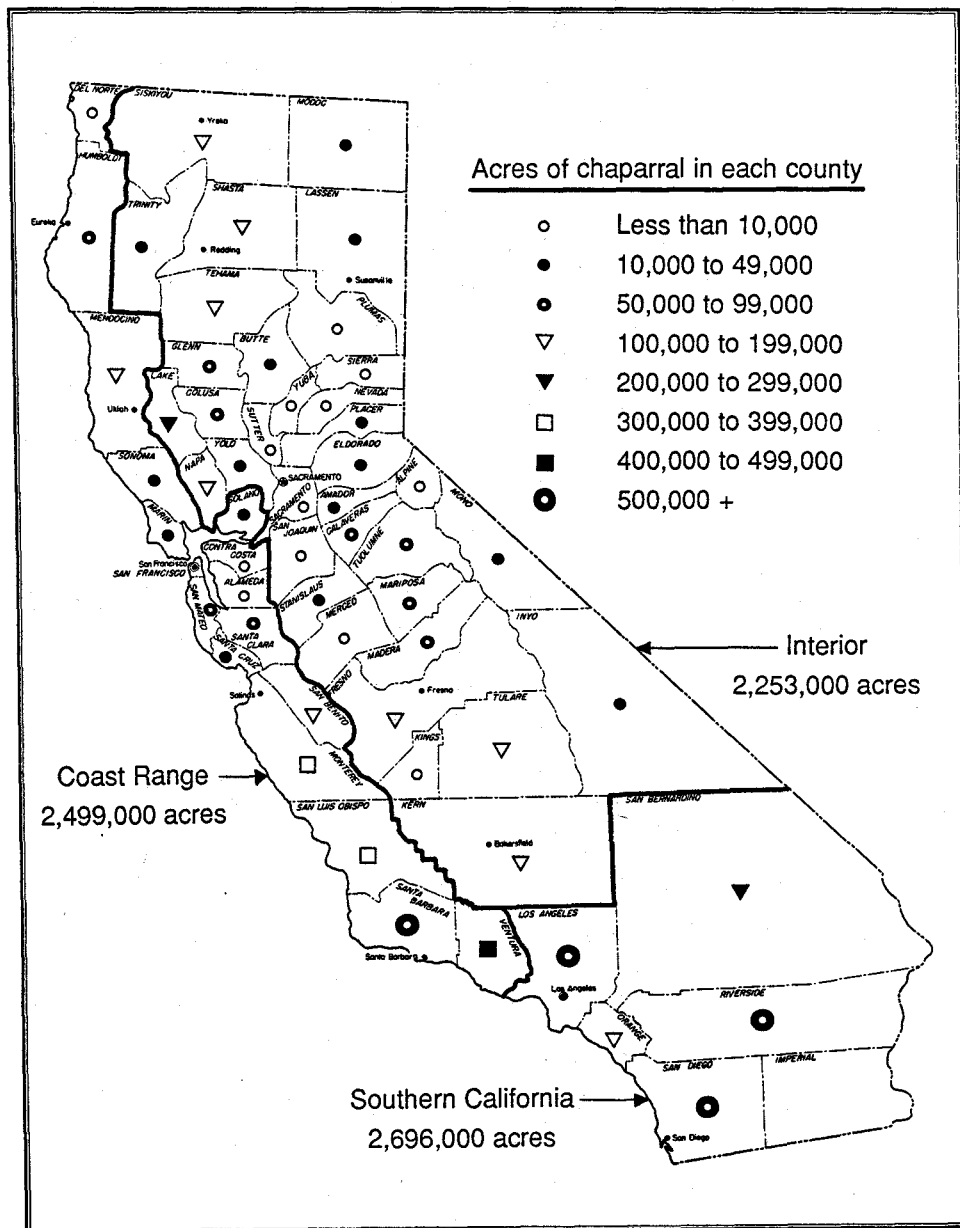 DEL NORTE
SISKIYOU
MODOC
Yreka
HUMBOLDT
TRINITY
SHASTA
LASSEN
Eureka
Redding
Susanville
TEHAMA
PLUMAS
MENDOCINO
GLENN
BUTTE
SIERRA
LAKE
COLUSA
YUBA
NEVADA
Ukiah
SUTTER
PLACER
YOLO
ELDORADO
SONOMA
NAPA
SACRAMENTO
SOLANO
SACRAMENTO
AMADOR
ALPINE
MONO
MARIN
SAN JOAQUIN
CALAVERAS
TUOLUMNE
CONTRA COSTA
San Francisco
SAN FRANCISCO
ALAMEDA
STANISLAUS
MERCED
MARIPOSA
SAN MATEO
SANTA CLARA
INYO
SANTA CRUZ
MADERA
Salinas
SAN BENITO
FRESNO
Fresno
TULARE
KINGS
MONTEREY
SAN LUIS OBISPO
KERN
SAN BERNARDINO
Bakersfield
SANTA BARBARA
VENTURA
LOS ANGELES
Santa Barbara
Los Angeles
RIVERSIDE
ORANGE
SAN DIEGO
IMPERIAL
San Diego
Acres of chaparral in each county
Less than 10,000
10,000 to 49,000
50,000 to 99,000
100,000 to 199,000
200,000 to 299,000
300,000 to 399,000
400,000 to 499,000
500,000 +
Interior
2,253,000 acres
Coast Range
2,499,000 acres
Southern California
2,696,000 acres